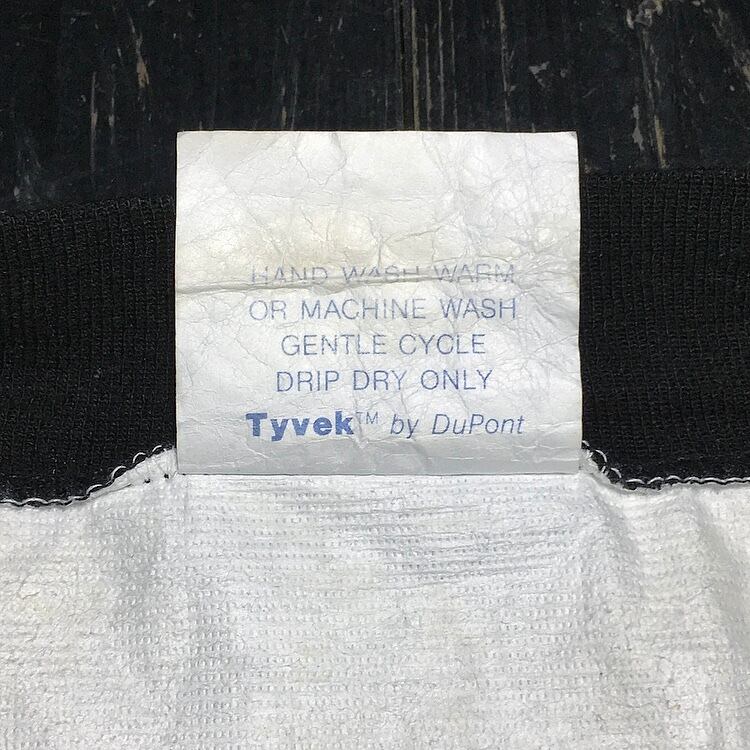 HAND WASH WARM
OR MACHINE WASH
GENTLE CYCLE
DRIP DRY ONLY
Tyvek™ by DuPont